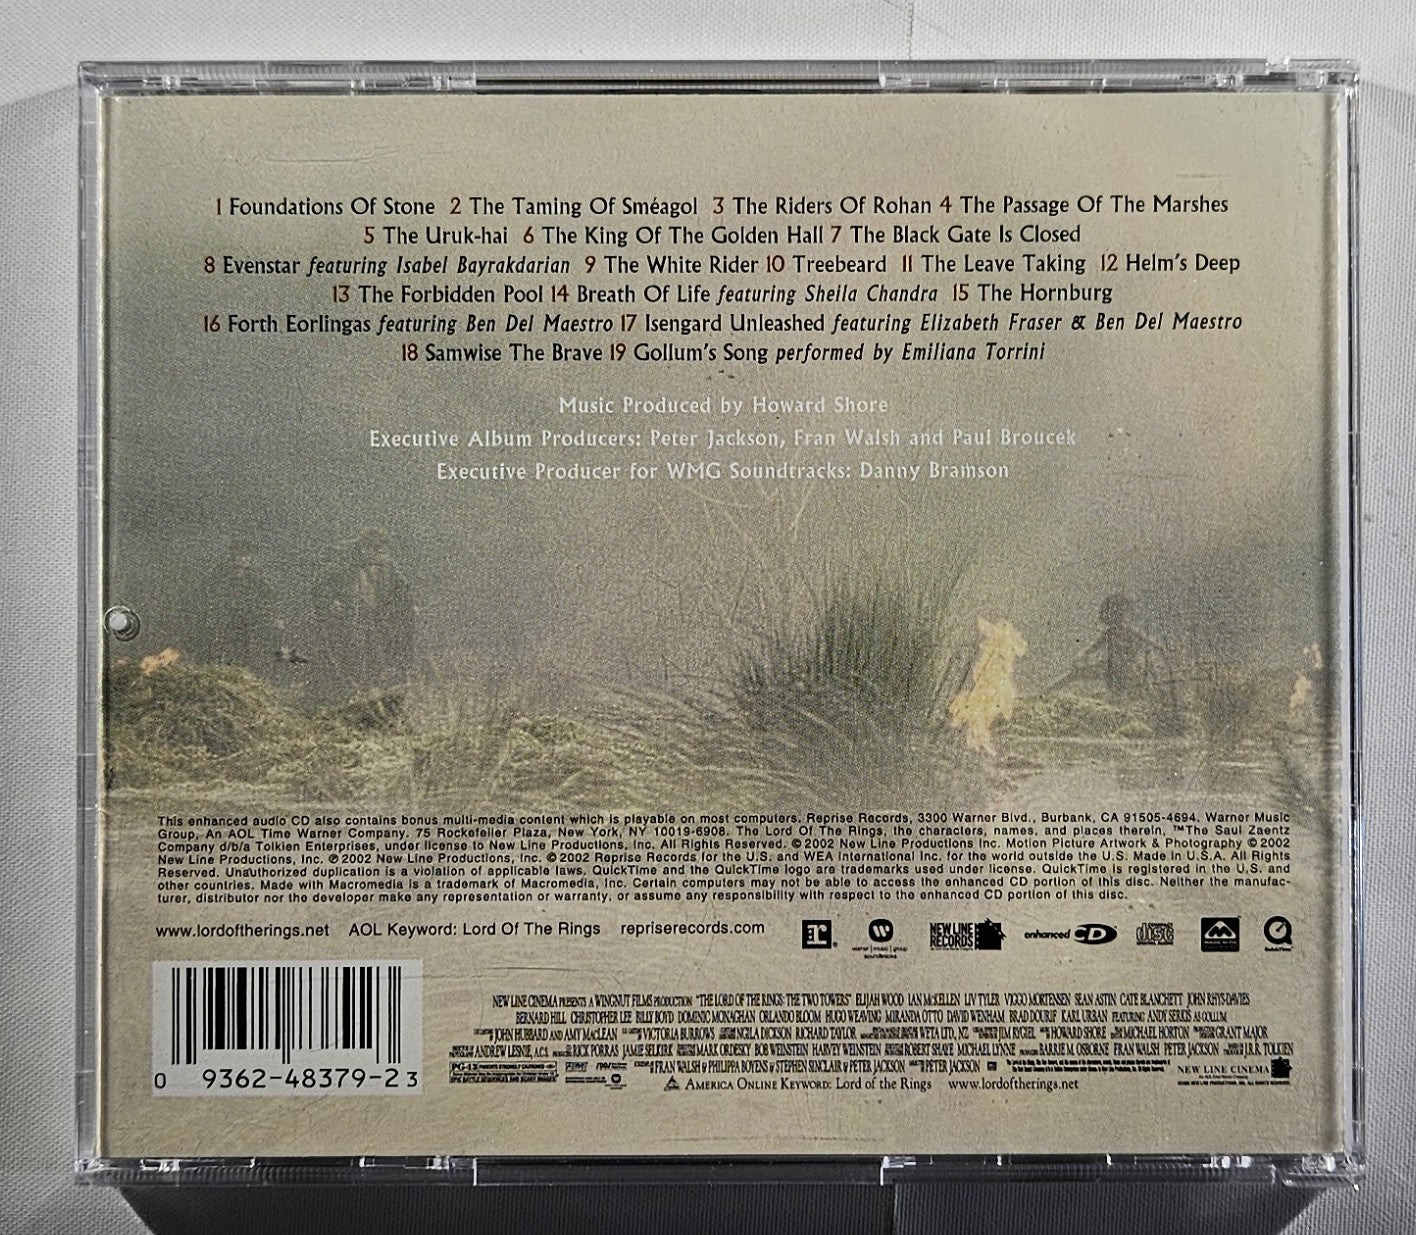 1 Foundations Of Stone 2 The Taming Of Sméagol 3 The Riders Of Rohan 4 The Passage Of The Marshes
5 The Uruk-hai 6 The King Of The Golden Hall 7 The Black Gate Is Closed
8 Evenstar featuring Isabel Bayrakdarian 9 The White Rider 10 Treebeard 11 The Leave Taking 12 Helm's Deep
13 The Forbidden Pool 14 Breath Of Life featuring Sheila Chandra 15 The Hornburg
16 Forth Eorlingas featuring Ben Del Maestro 17 Isengard Unleashed featuring Elizabeth Fraser & Ben Del Maestro
18 Samwise The Brave 19 Gollum's Song performed by Emiliana Torrini
Music Produced by Howard Shore
Executive Album Producers: Peter Jackson, Fran Walsh and Paul Broucek
Executive Producer for WMG Soundtracks: Danny Bramson
This enhanced audio CD also contains bonus multi-media content which is playable on most computers. Reprise Records, 3300 Warner Blvd., Burbank, CA 91505-4694. Warner Music
Group, An AOL Time Warner Company. 75 Rockefeller Plaza, New York, NY 10019-6908. The Lord Of The Rings, the characters, names, and places therein, ™The Saul Zaentz
Company d/b/a Tolkien Enterprises, under license to New Line Productions, Inc. All Rights Reserved. ©2002 New Line Productions Inc. Motion Picture Artwork & Photography ©2002
New Line Productions, Inc. ℗2002 New Line Productions, Inc. ©2002 Reprise Records for the U.S. and WEA International Inc. for the world outside the U.S. Made in U.S.A. All Rights
Reserved. Unauthorized duplication is a violation of applicable laws. QuickTime and the QuickTime logo are trademarks used under license. QuickTime is registered in the U.S. and
other countries. Made with Macromedia is a trademark of Macromedia, Inc. Certain computers may not be able to access the enhanced CD portion of this disc. Neither the manufac-
turer, distributor nor the developer make any representation or warranty, or assume any responsibility with respect to the enhanced CD portion of this disc.
www.lordoftherings.net AOL Keyword: Lord Of The Rings repriserecords.com
warner music group soundtracks
NEW LINE RECORDS
enhanced CD
disc
QuickTime
0 9362-48379-2 3
NEW LINE CINEMA PRESENTS A WINGNUT FILMS PRODUCTION "THE LORD OF THE RINGS: THE TWO TOWERS" ELIJAH WOOD IAN McKELLEN LIV TYLER VIGGO MORTENSEN SEAN ASTIN CATE BLANCHETT JOHN RHYS-DAVIES
BERNARD HILL CHRISTOPHER LEE BILLY BOYD DOMINIC MONAGHAN ORLANDO BLOOM HUGO WEAVING MIRANDA OTTO DAVID WENHAM BRAD DOURIF KARL URBAN FEATURING ANDY SERKIS AS GOLLUM
JOHN HUBBARD AND AMY MacLEAN VICTORIA BURROWS NGILA DICKSON RICHARD TAYLOR WETA LTD, NZ JIM RYGIEL HOWARD SHORE MICHAEL HORTON GRANT MAJOR
ANDREW LESNIE, A.C.S. RICK PORRAS JAMIE SELKIRK MARK ORDESKY BOB WEINSTEIN HARVEY WEINSTEIN ROBERT SHAYE MICHAEL LYNNE BARRIE M. OSBORNE FRAN WALSH PETER JACKSON J.R.R. TOLKIEN
PG-13 FRAN WALSH & PHILIPPA BOYENS & STEPHEN SINCLAIR & PETER JACKSON PETER JACKSON NEW LINE CINEMA
AMERICA ONLINE KEYWORD: Lord of the Rings www.lordoftherings.net